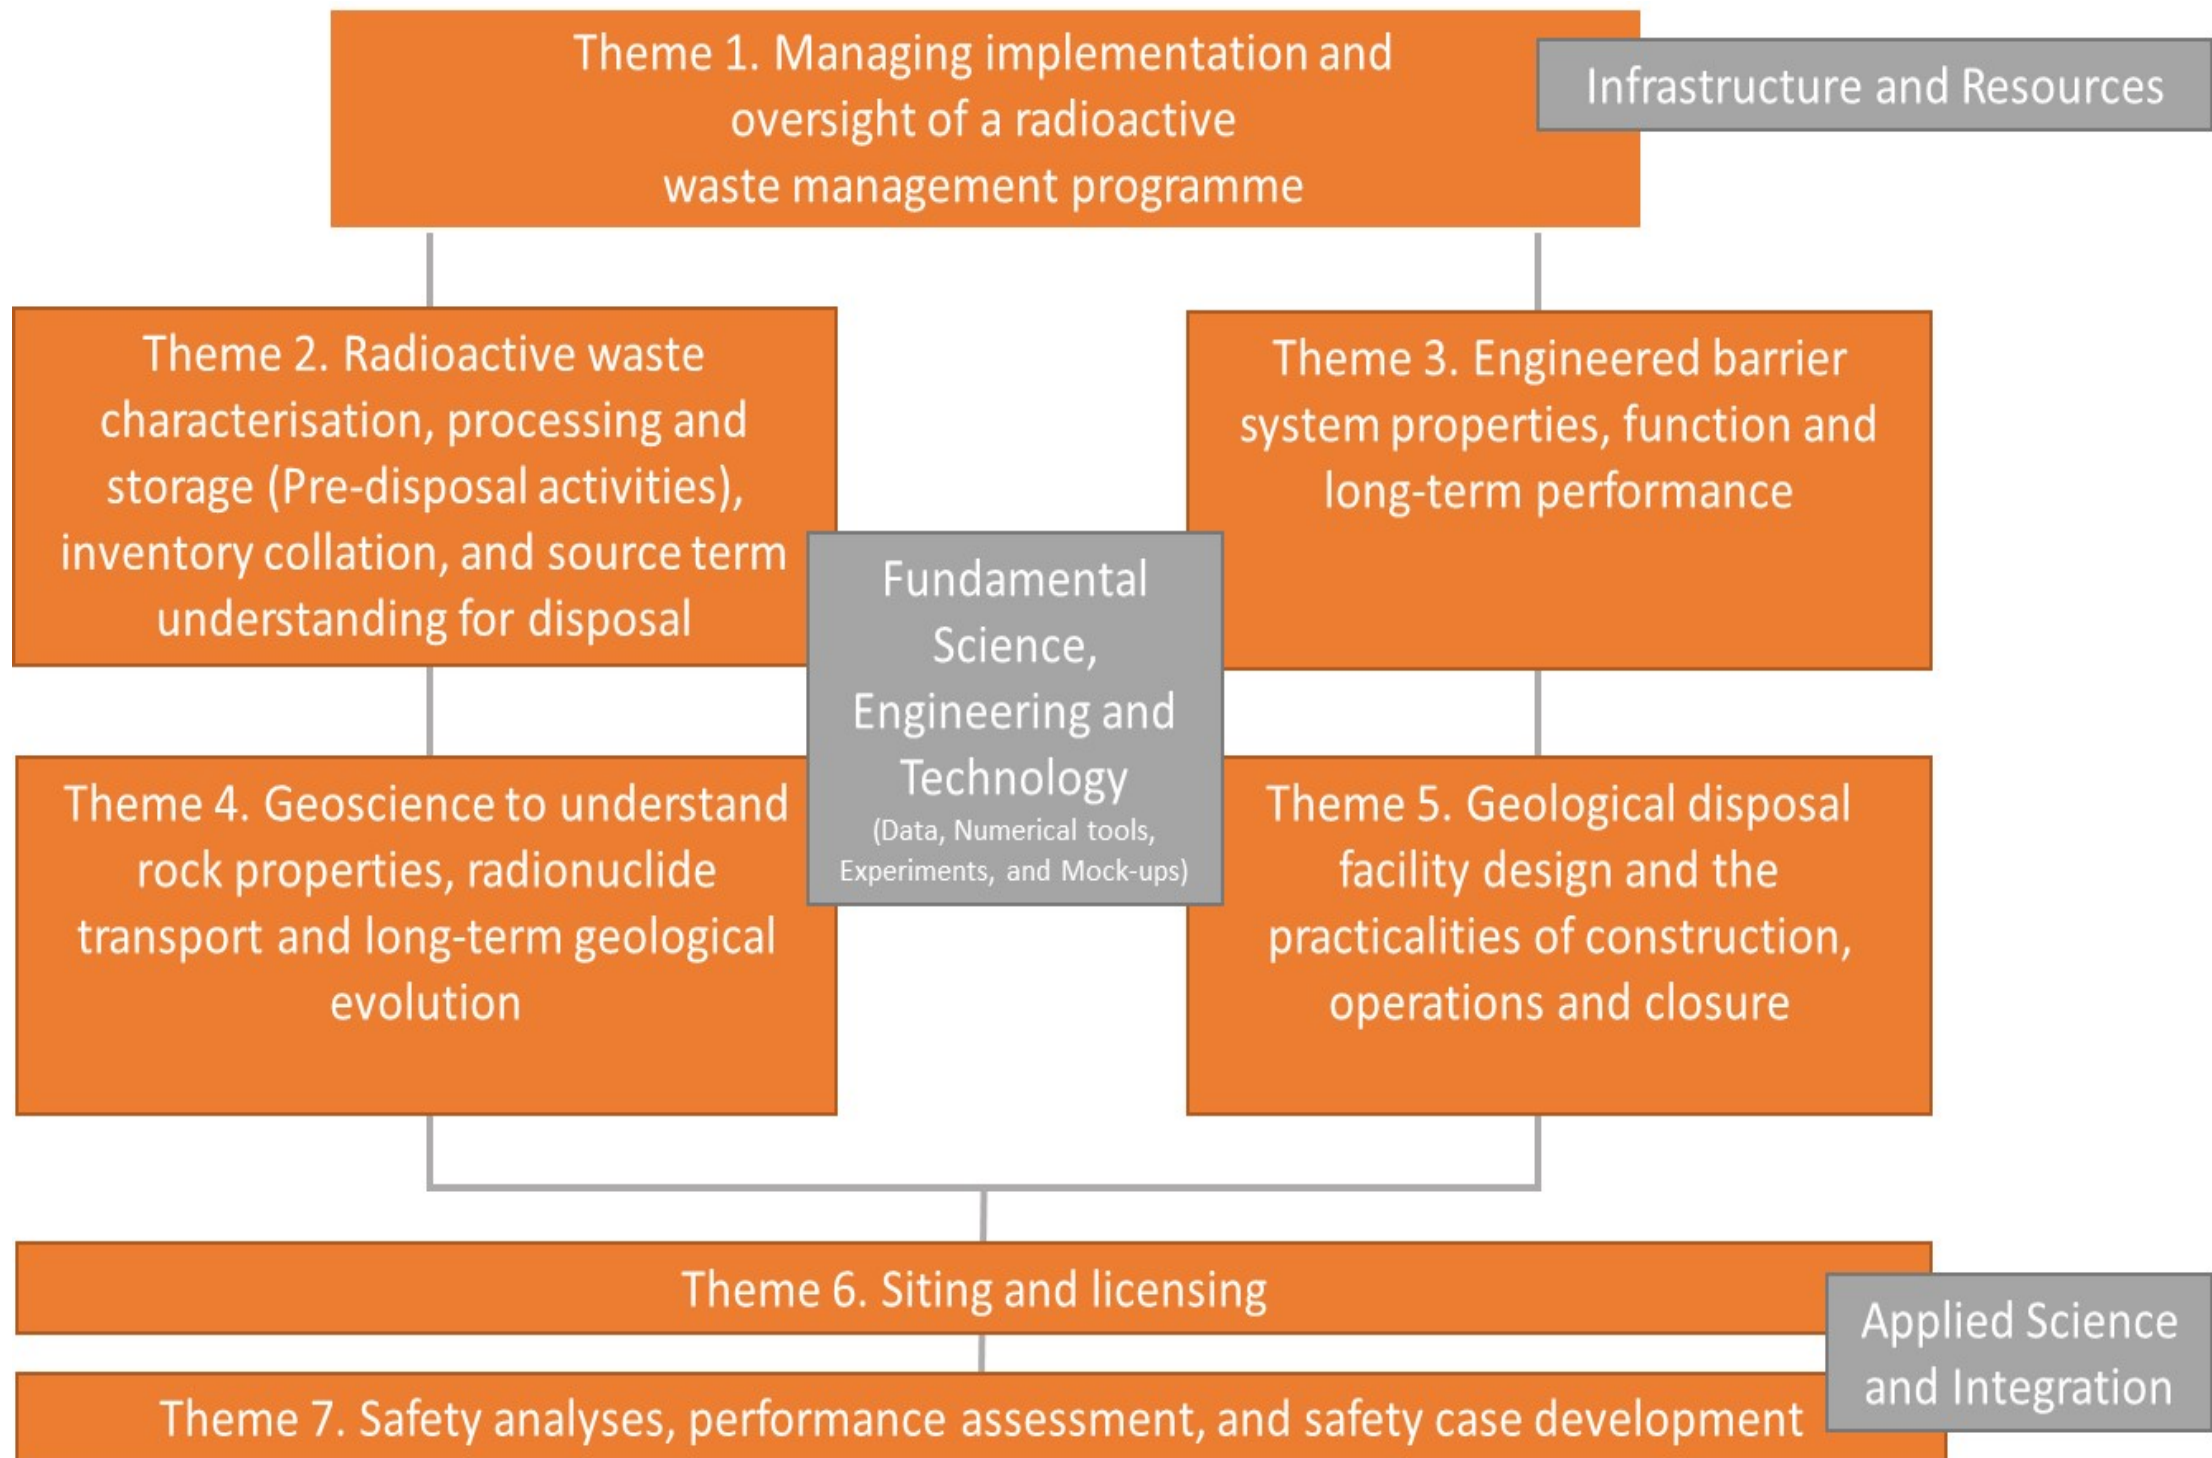 Theme 1. Managing implementation and
oversight of a radioactive
waste management programme
Infrastructure and Resources
Theme 2. Radioactive waste
characterisation, processing and
storage (Pre-disposal activities),
inventory collation, and source term
understanding for disposal
Theme 3. Engineered barrier
system properties, function and
long-term performance
Fundamental
Science,
Engineering and
Technology
(Data, Numerical tools,
Experiments, and Mock-ups)
Theme 4. Geoscience to understand
rock properties, radionuclide
transport and long-term geological
evolution
Theme 5. Geological disposal
facility design and the
practicalities of construction,
operations and closure
Theme 6. Siting and licensing
Applied Science
and Integration
Theme 7. Safety analyses, performance assessment, and safety case development